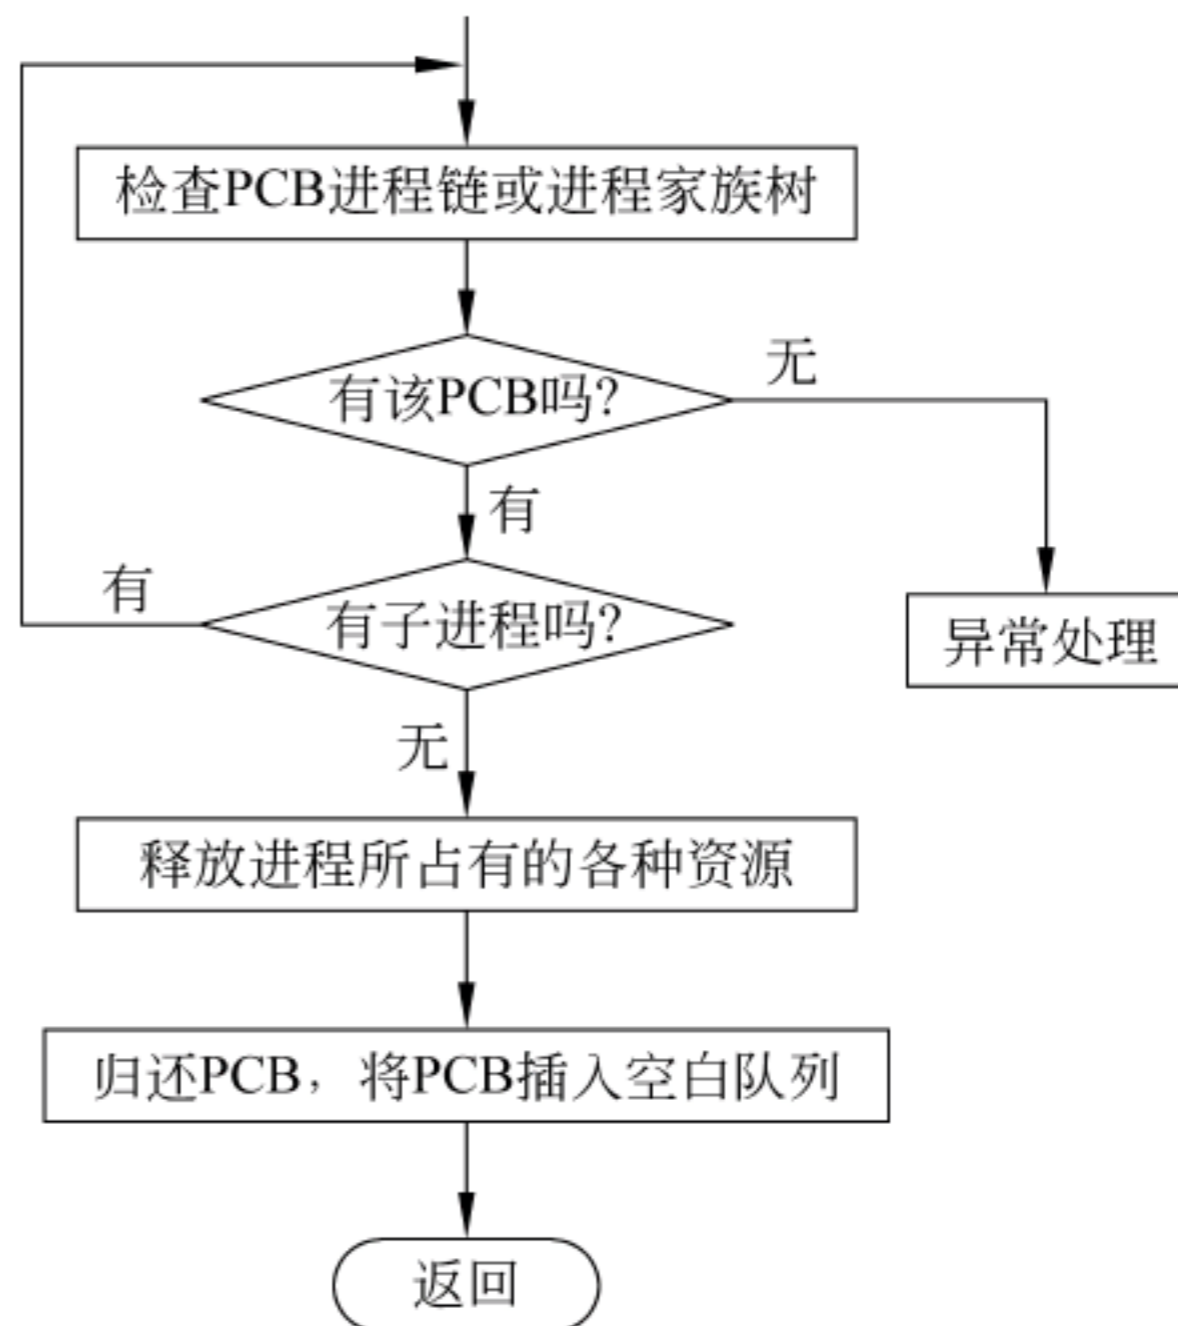 检查PCB进程链或进程家族树
无
有该PCB吗?
有
有
有子进程吗?
异常处理
无
释放进程所占有的各种资源
归还PCB，将PCB插入空白队列
返回